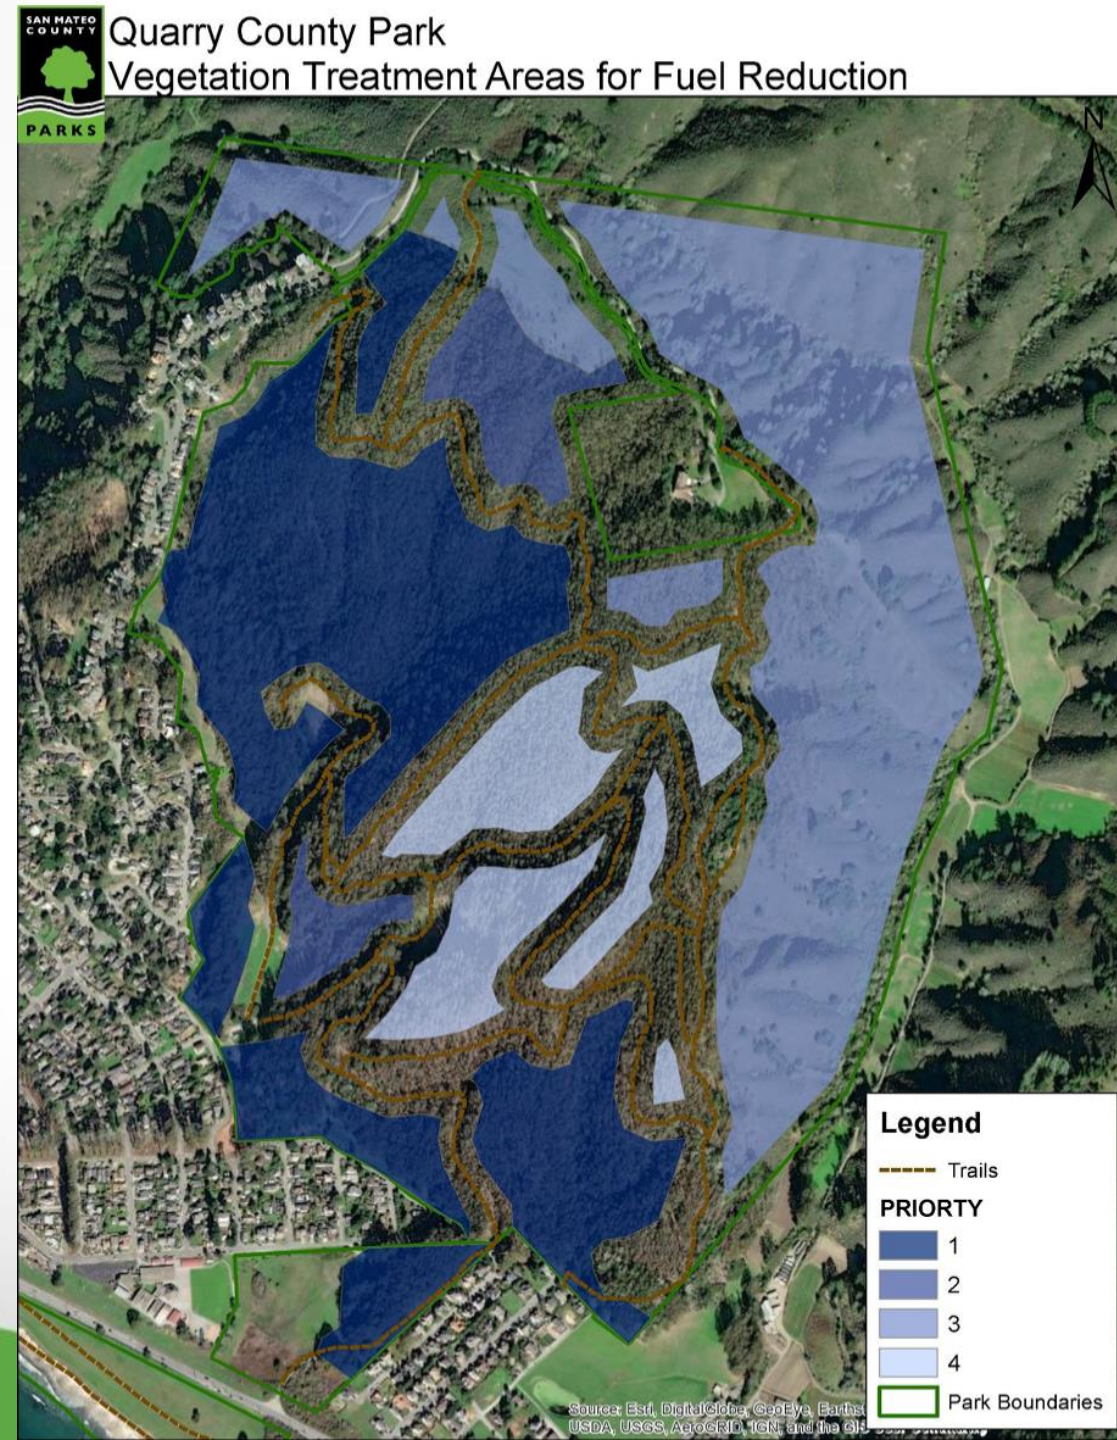 SAN MATEO
COUNTY
PARKS
Quarry County Park
Vegetation Treatment Areas for Fuel Reduction
N
Legend
Trails
PRIORTY
1
2
3
4
Park Boundaries
Source: Esri, DigitalGlobe, GeoEye,
USDA, USGS, AeroGRID, IGN, and the GIS